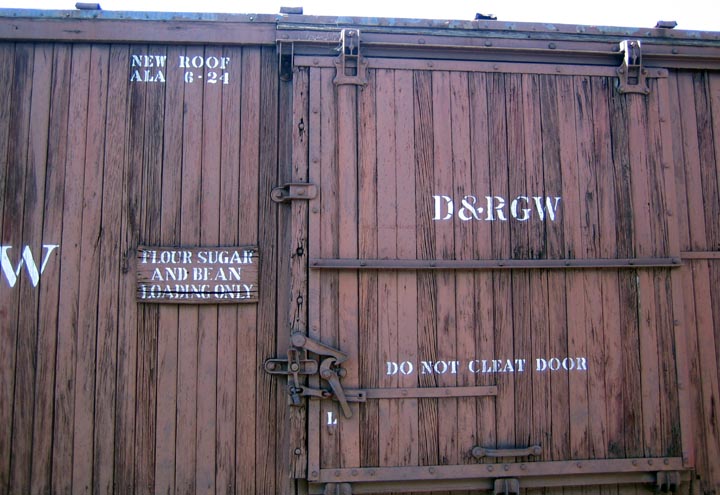 NEW ROOF
ALA 6-24
D&RGW
W
FLOUR SUGAR
AND BEAN
LOADING ONLY
DO NOT CLEAT DOOR
L